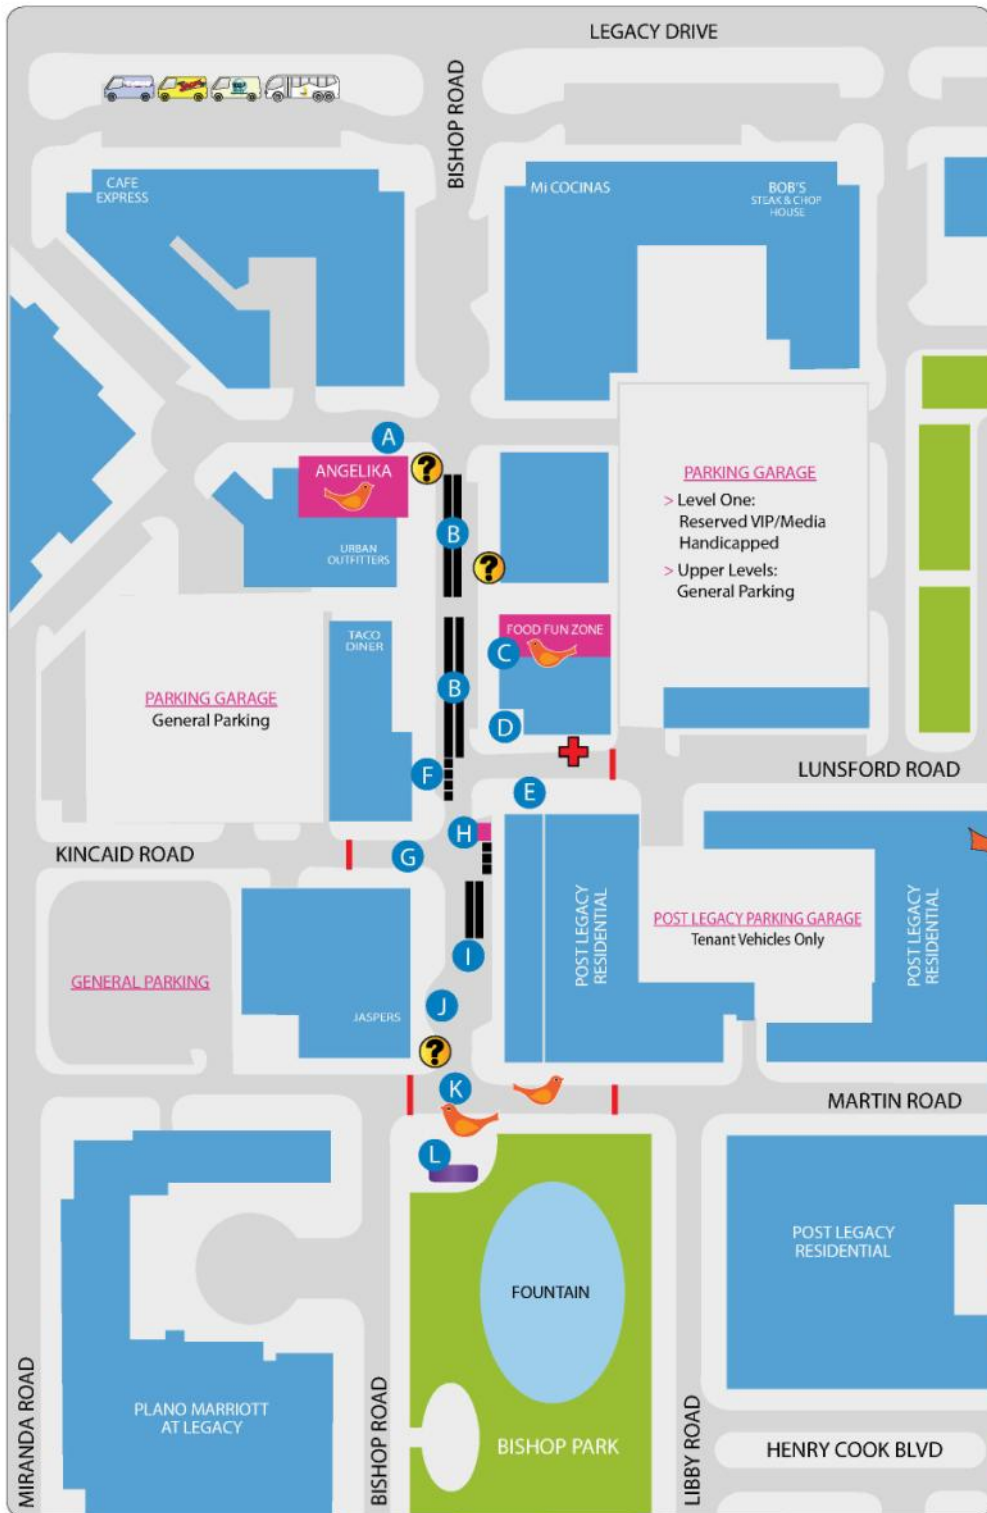 LEGACY DRIVE
BISHOP ROAD
CAFE
EXPRESS
Mi COCINAS
BOB'S
STEAK & CHOP
HOUSE
A
ANGELIKA
?
B
URBAN
OUTFITTERS
?
PARKING GARAGE
> Level One:
Reserved VIP/Media
Handicapped
> Upper Levels:
General Parking
TACO
DINER
FOOD FUN ZONE
C
B
D
PARKING GARAGE
General Parking
F
E
LUNSFORD ROAD
H
G
KINCAID ROAD
POST LEGACY
RESIDENTIAL
POST LEGACY PARKING GARAGE
Tenant Vehicles Only
POST LEGACY
RESIDENTIAL
GENERAL PARKING
I
J
JASPERS
?
K
MARTIN ROAD
L
POST LEGACY
RESIDENTIAL
FOUNTAIN
MIRANDA ROAD
PLANO MARRIOTT
AT LEGACY
BISHOP ROAD
BISHOP PARK
LIBBY ROAD
HENRY COOK BLVD